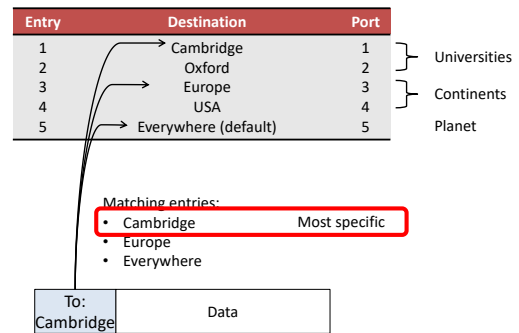 Entry Destination Port
1 Cambridge 1
2 Oxford 2
Universities
3 Europe 3
4 USA 4
Continents
5 Everywhere (default) 5 Planet
Matching entries:
• Cambridge Most specific
• Europe
• Everywhere
To:
Cambridge
Data